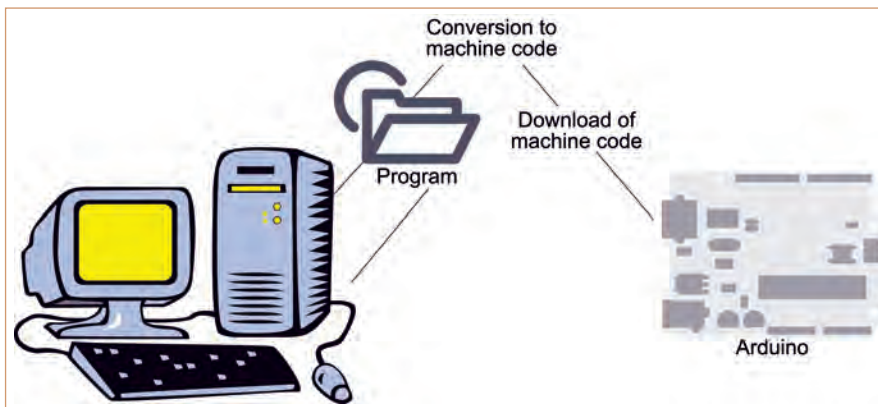 Conversion to
machine code
Download of
machine code
Program
Arduino